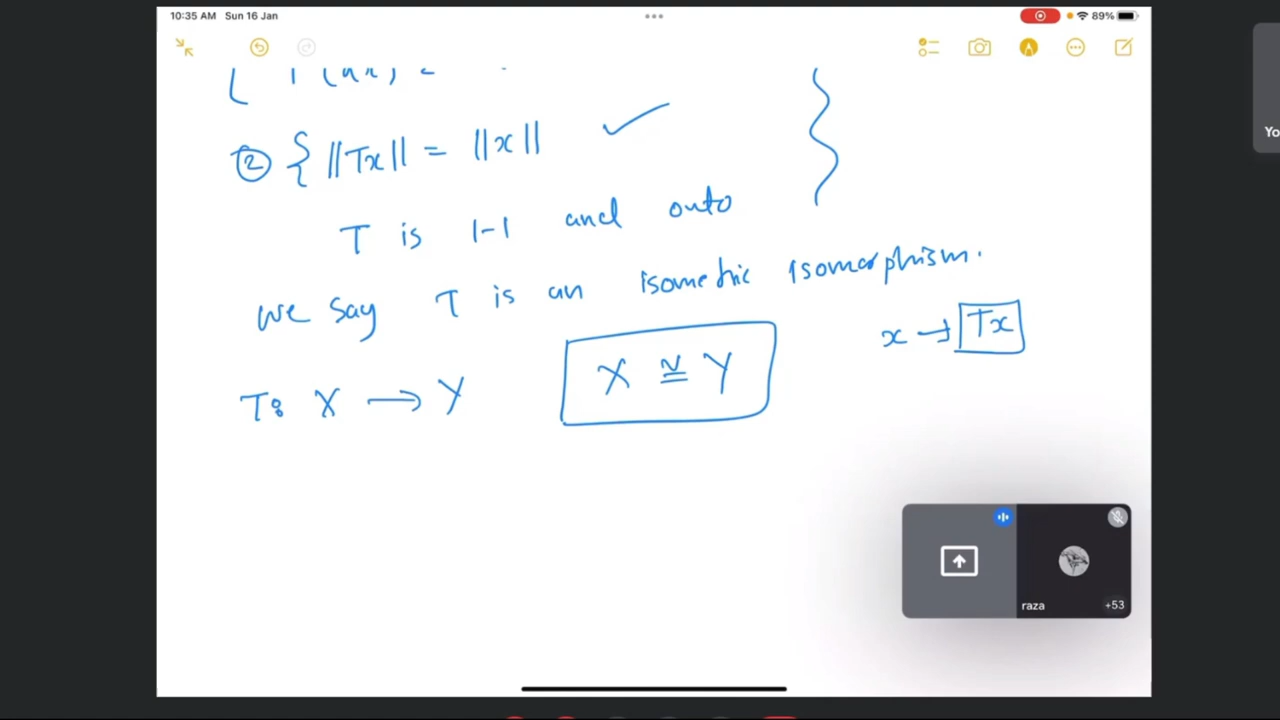 10:35 AM Sun 16 Jan
89%
② { ||Tx|| = ||x|| ✓
T is 1-1 and onto
we say T is an isometric isomorphism.
x → Tx
T: X → Y
X ≅ Y
Yo
raza +53